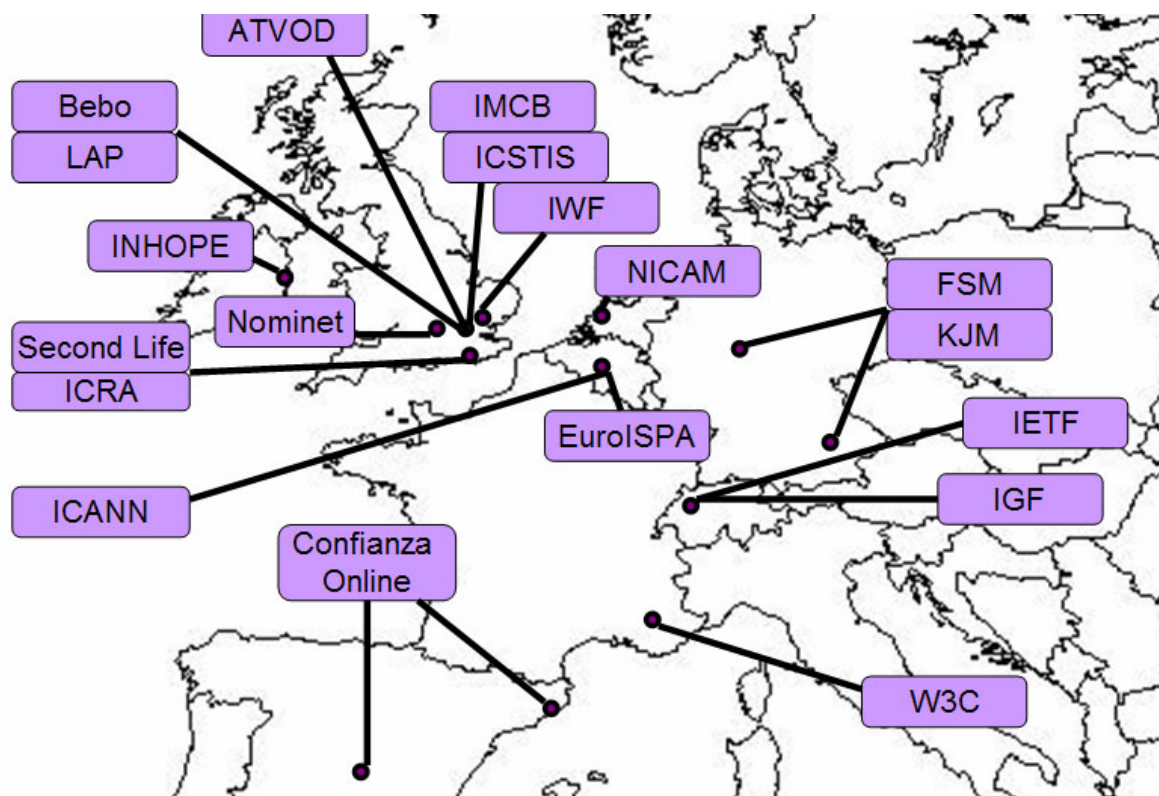 ATVOD
Bebo
LAP
IMCB
ICSTIS
IWF
INHOPE
NICAM
Nominet
FSM
KJM
Second Life
ICRA
EuroISPA
IETF
ICANN
IGF
Confianza
Online
W3C